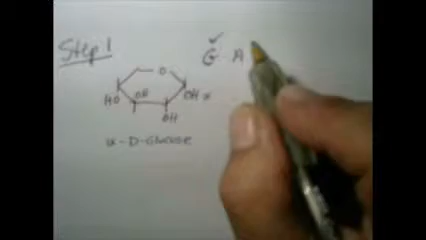 Step 1
G A
O
HO OH OH α
OH
α-D-Glucose